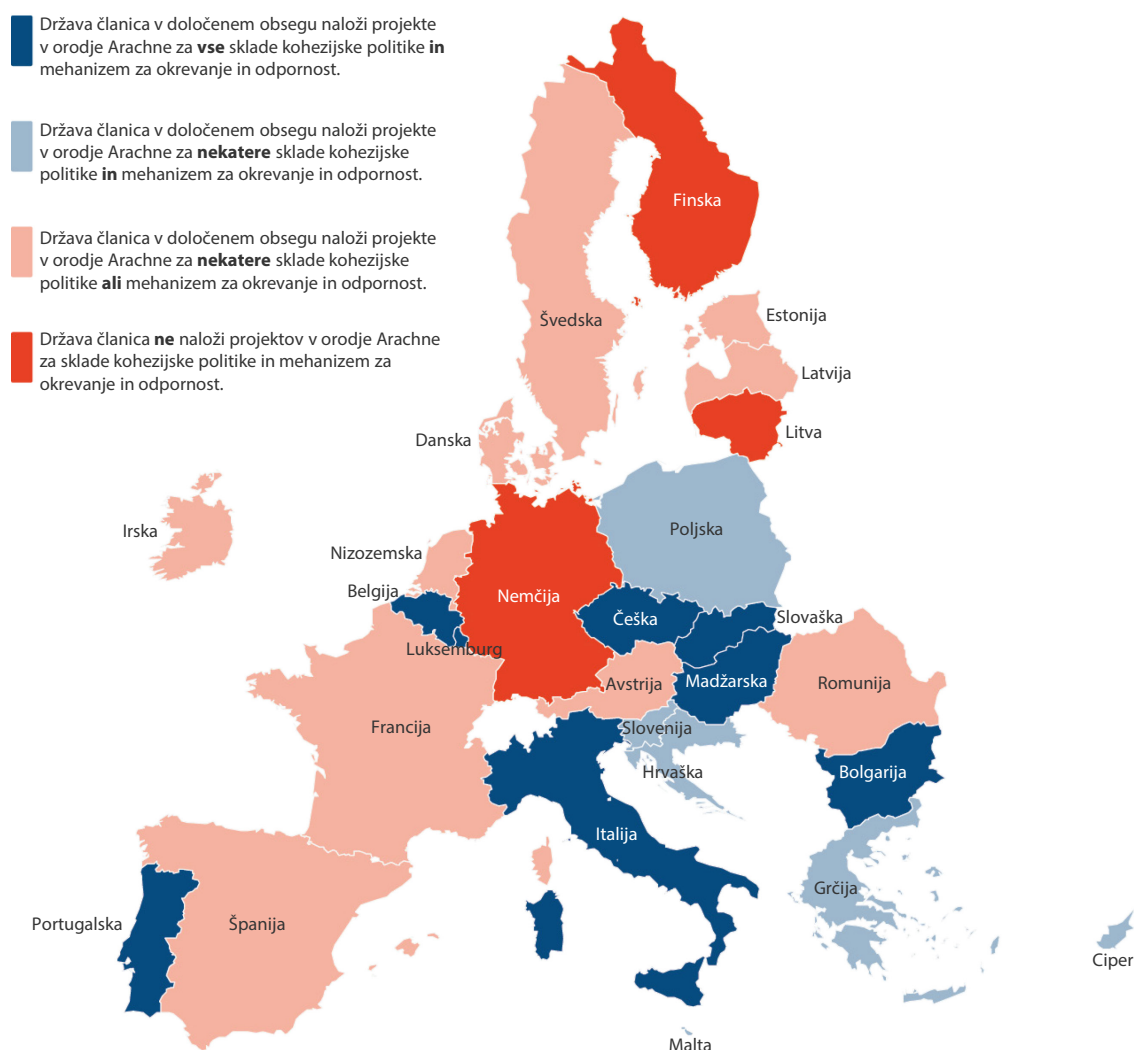 Država članica v določenem obsegu naloži projekte
v orodje Arachne za vse sklade kohezijske politike in
mehanizem za okrevanje in odpornost.
Država članica v določenem obsegu naloži projekte
v orodje Arachne za nekatere sklade kohezijske
politike in mehanizem za okrevanje in odpornost.
Država članica v določenem obsegu naloži projekte
v orodje Arachne za nekatere sklade kohezijske
politike ali mehanizem za okrevanje in odpornost.
Država članica ne naloži projektov v orodje Arachne
za sklade kohezijske politike in mehanizem za
okrevanje in odpornost.
Finska
Švedska
Estonija
Latvija
Litva
Danska
Irska
Poljska
Nizozemska
Belgija
Nemčija
Češka
Slovaška
Luksemburg
Avstrija
Madžarska
Romunija
Francija
Slovenija
Hrvaška
Bolgarija
Italija
Grčija
Portugalska
Španija
Ciper
Malta